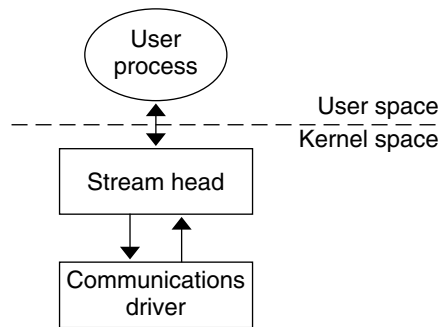 User
process
User space
Kernel space
Stream head
Communications
driver